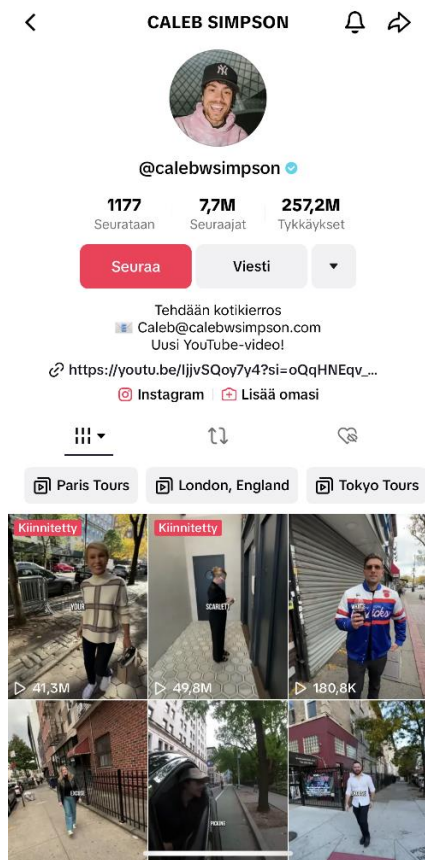 CALEB SIMPSON
@calebwsimpson
1177 7,7M 257,2M
Seurataan Seuraajat Tykkäykset
Seuraa Viesti
Tehdään kotikierros
Caleb@calebwsimpson.com
Uusi YouTube-video!
https://youtu.be/IjjvSQoy7y4?si=oQqHNEqv_...
Instagram Lisää omasi
Paris Tours London, England Tokyo Tours
Kiinnitetty Kiinnitetty
YOUR SCARLETT
41,3M 49,8M 180,8K
EXCUSE
PICKING